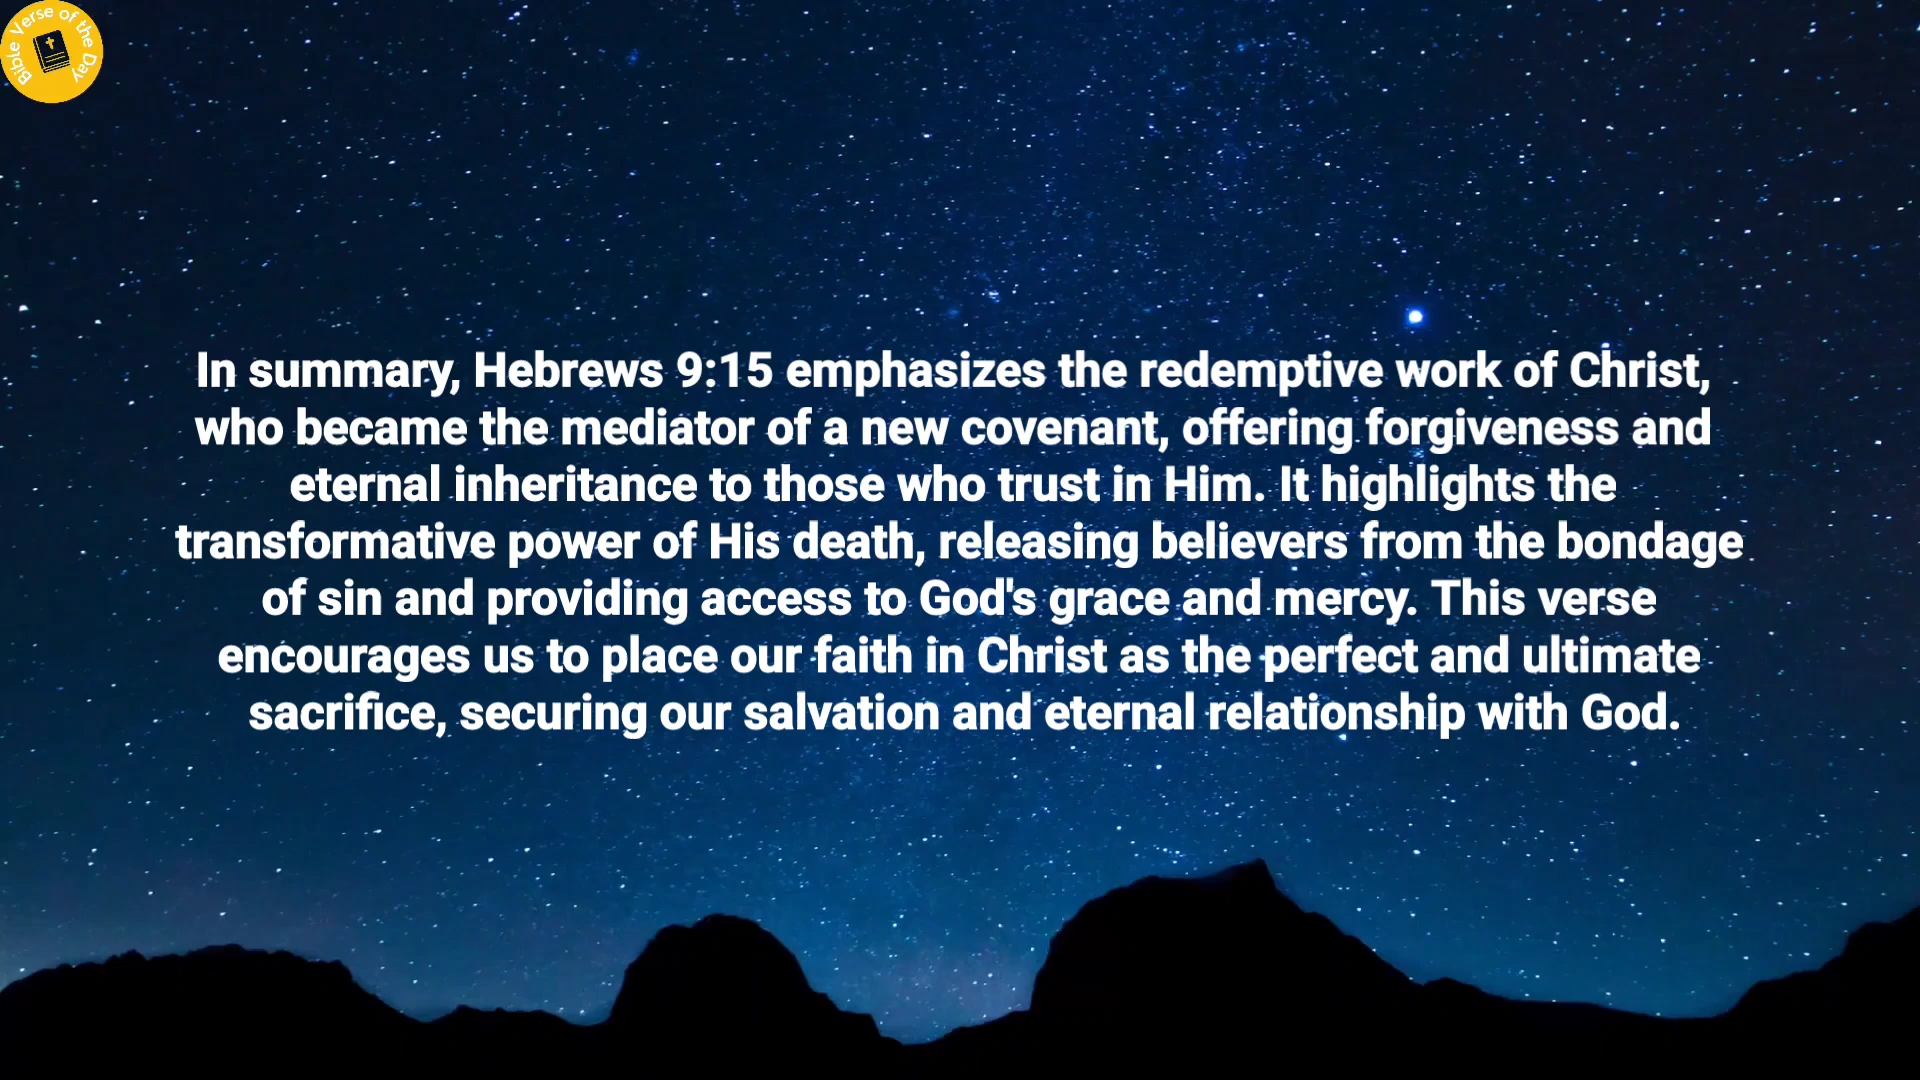 Bible Verse of the Day
In summary, Hebrews 9:15 emphasizes the redemptive work of Christ,
who became the mediator of a new covenant, offering forgiveness and
eternal inheritance to those who trust in Him. It highlights the
transformative power of His death, releasing believers from the bondage
of sin and providing access to God's grace and mercy. This verse
encourages us to place our faith in Christ as the perfect and ultimate
sacrifice, securing our salvation and eternal relationship with God.